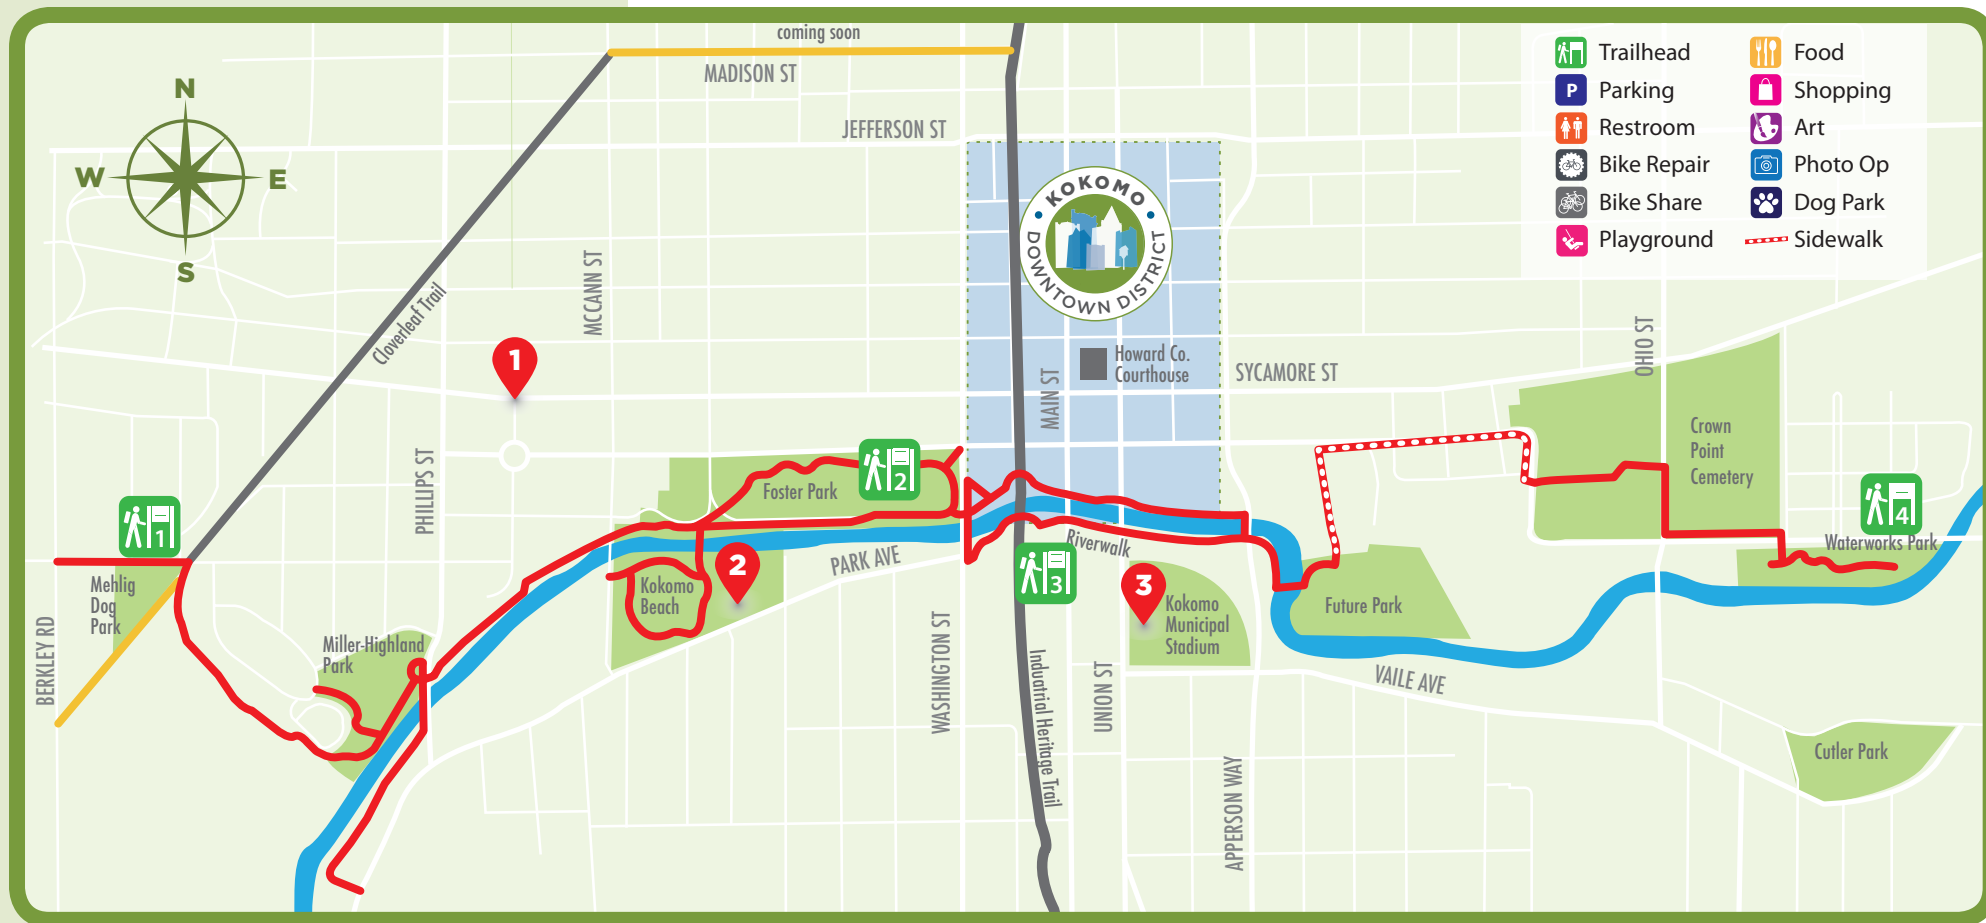 coming soon
MADISON ST
JEFFERSON ST
N
W
E
S
Trailhead
Parking
P
Restroom
Bike Repair
Bike Share
Playground
Food
Shopping
Art
Photo Op
Dog Park
Sidewalk
KOKOMO
DOWNTOWN DISTRICT
MCCANN ST
Cloverleaf Trail
1
Howard Co.
Courthouse
MAIN ST
SYCAMORE ST
OHIO ST
PHILLIPS ST
Foster Park
2
Crown
Point
Cemetery
1
4
Waterworks Park
Mehlig
Dog
Park
BERKLEY RD
Miller-Highland
Park
Kokomo
Beach
2
PARK AVE
Riverwalk
3
3
Kokomo
Municipal
Stadium
Future Park
WASHINGTON ST
Induatrial Heritage Trail
UNION ST
VAILE AVE
APPERSON WAY
Cutler Park